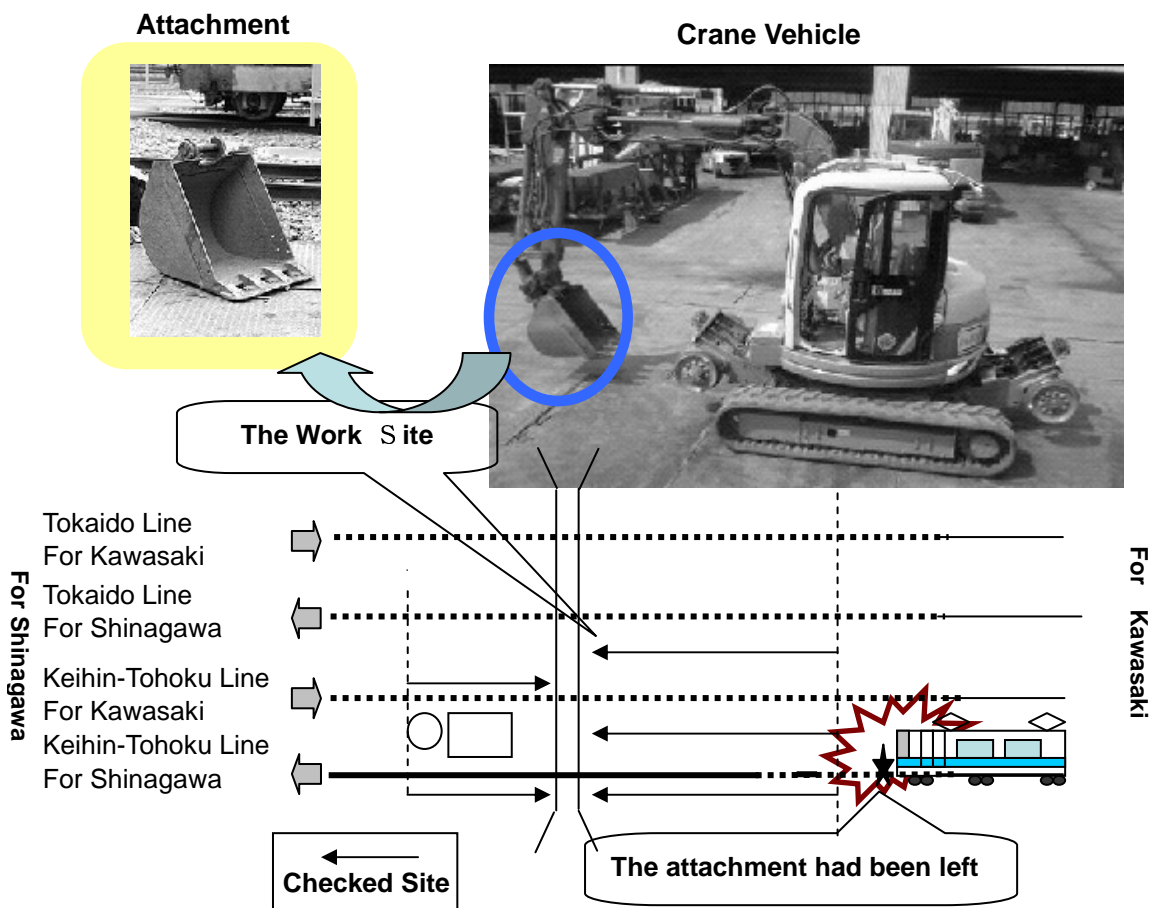 Attachment
Crane Vehicle
The Work Site
Tokaido Line
For Kawasaki
Tokaido Line
For Shinagawa
Keihin-Tohoku Line
For Kawasaki
Keihin-Tohoku Line
For Shinagawa
For Shinagawa
For Kawasaki
The attachment had been left
Checked Site